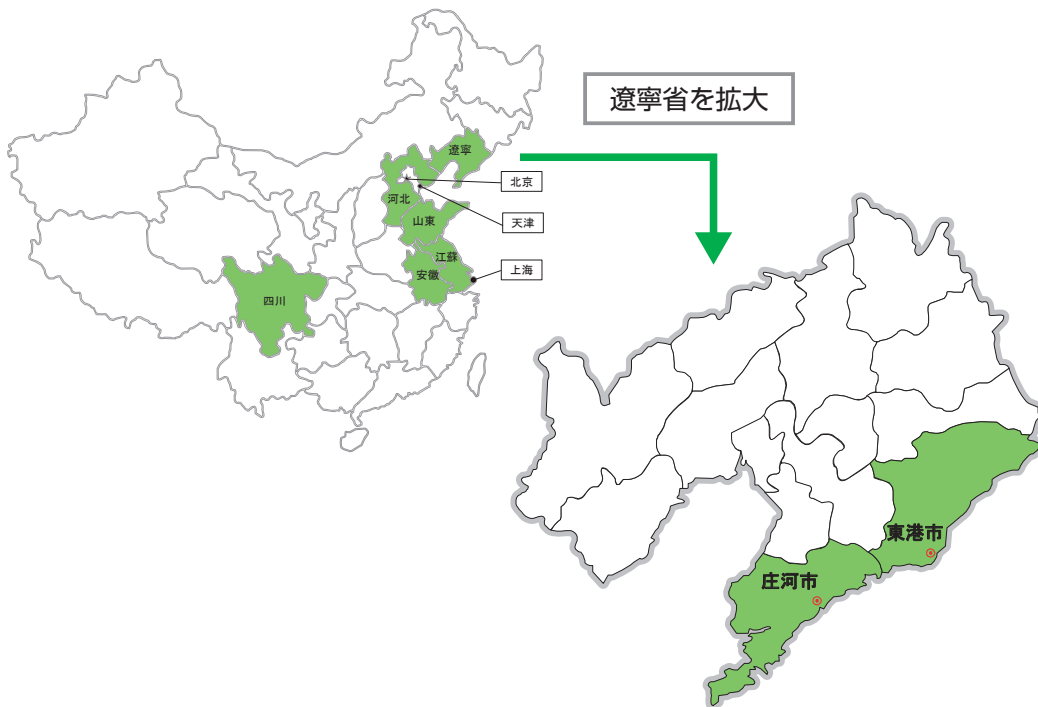 遼寧省を拡大
遼寧
北京
河北
天津
山東
江蘇
安徽
上海
四川
東港市
庄河市